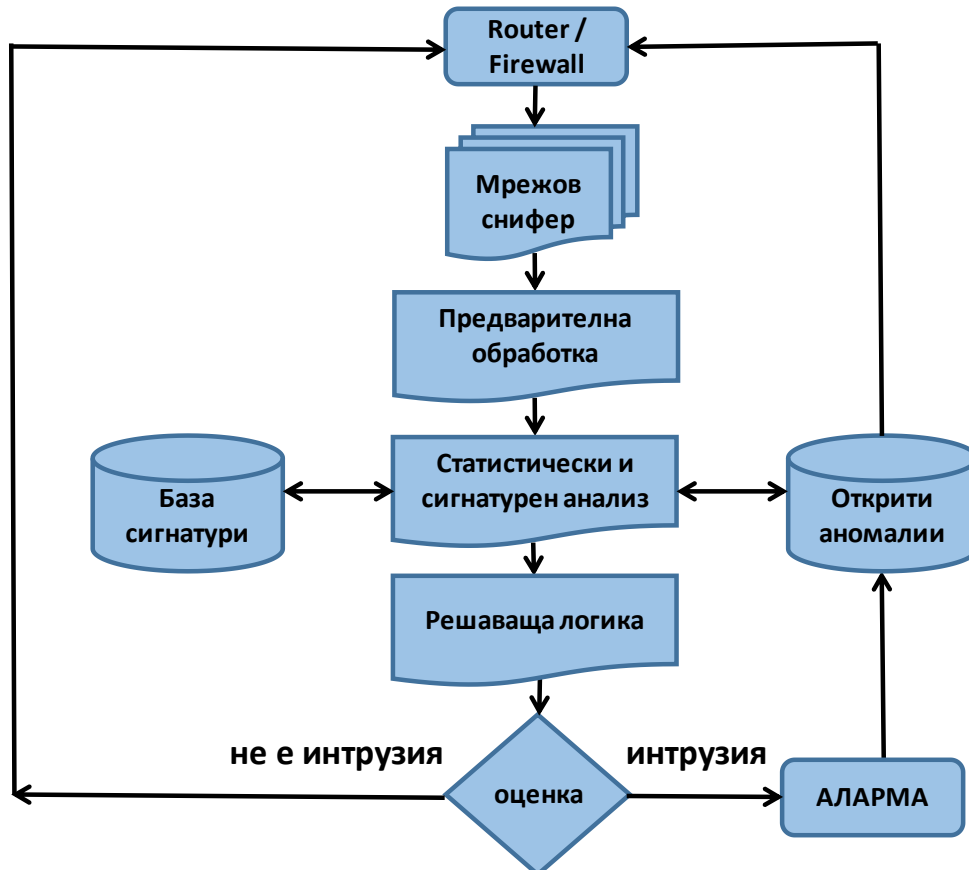 Router /
Firewall
Мрежов
снифер
Предварителна
обработка
База
сигнатури
Статистически и
сигнатурен анализ
Открити
аномалии
Решаваща логика
не е интрузия
интрузия
оценка
АЛАРМА